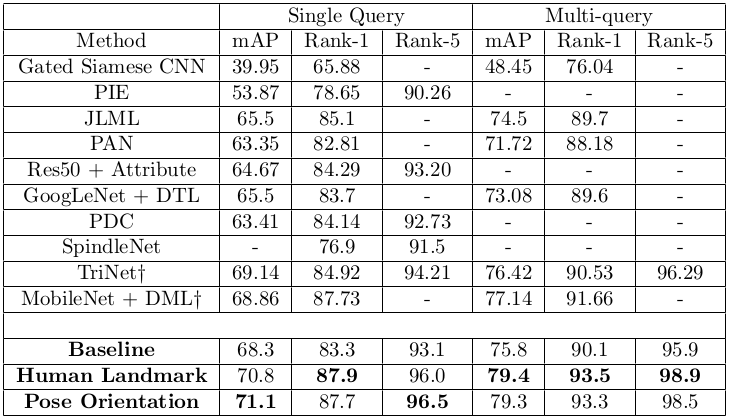 Single Query Multi-query
Method mAP Rank-1 Rank-5 mAP Rank-1 Rank-5
Gated Siamese CNN 39.95 65.88 - 48.45 76.04 -
PIE 53.87 78.65 90.26 - - -
JLML 65.5 85.1 - 74.5 89.7 -
PAN 63.35 82.81 - 71.72 88.18 -
Res50 + Attribute 64.67 84.29 93.20 - - -
GoogLeNet + DTL 65.5 83.7 - 73.08 89.6 -
PDC 63.41 84.14 92.73 - - -
SpindleNet - 76.9 91.5 - - -
TriNet† 69.14 84.92 94.21 76.42 90.53 96.29
MobileNet + DML† 68.86 87.73 - 77.14 91.66 -
Baseline 68.3 83.3 93.1 75.8 90.1 95.9
Human Landmark 70.8 87.9 96.0 79.4 93.5 98.9
Pose Orientation 71.1 87.7 96.5 79.3 93.3 98.5